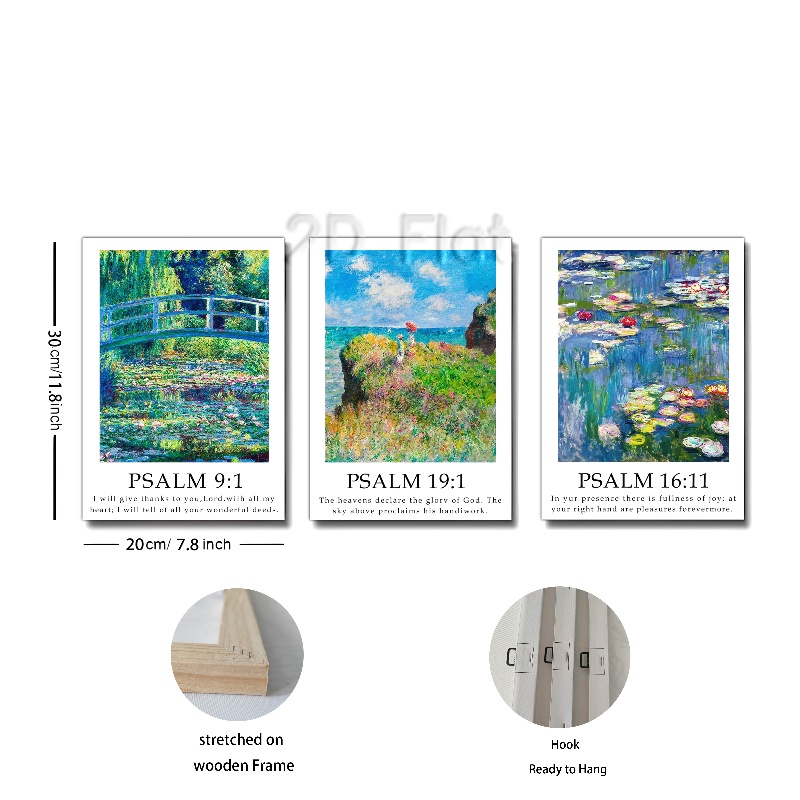 2D Flat
30cm/11.8inch
PSALM 9:1
I will give thanks to you,Lord,with all my
heart; I will tell of all your wonderful deeds.
PSALM 19:1
The heavens declare the glory of God. The
sky above proclaims his handiwork.
PSALM 16:11
In yur presence there is fullness of joy; at
your right hand are pleasures forevermore.
20cm/ 7.8 inch
stretched on
wooden Frame
Hook
Ready to Hang